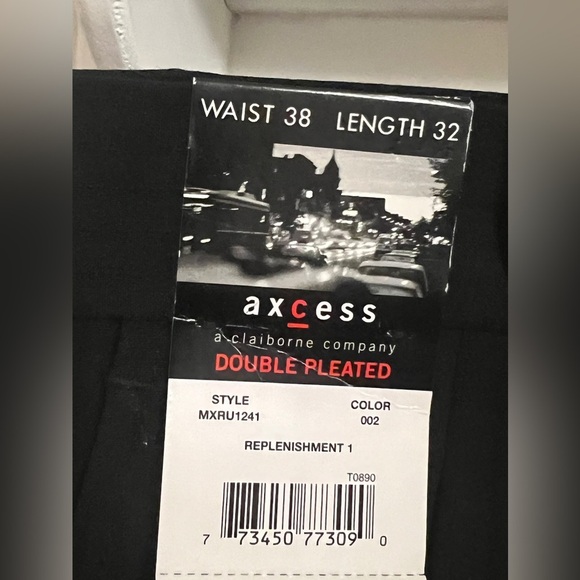 WAIST 38 LENGTH 32
axcess
a claiborne company
DOUBLE PLEATED
STYLE COLOR
MXRU1241 002
REPLENISHMENT 1
T0890
7 73450 77309 0